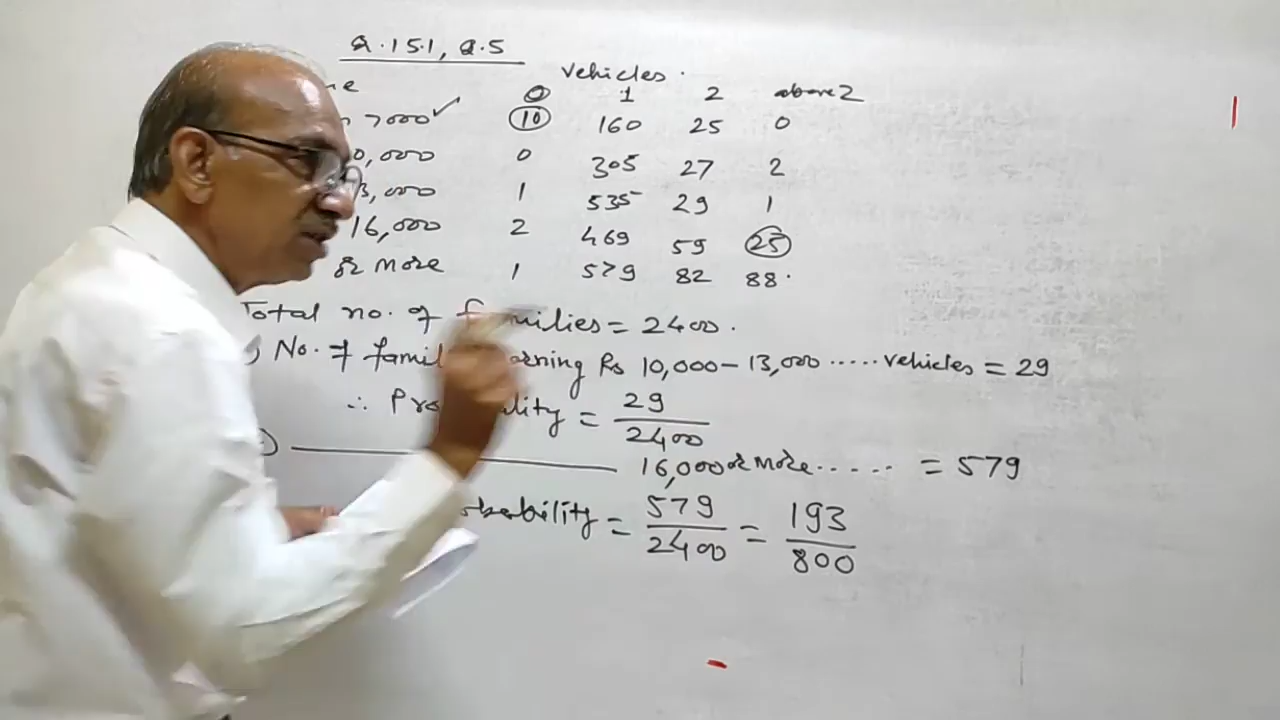 Q.15.1, Q.5
vehicles.
0 1 2 above 2
7000✓ 10 160 25 0
0,000 0 305 27 2
3,000 1 535 29 1
16,000 2 469 59 25
or more 1 579 82 88.
Total no. of families = 2400.
) No. of famil earning Rs 10,000 – 13,000 ..... vehicles = 29
∴ Pro ility = 29/2400
) ——— 16,000 or more ...... = 579
obability = 579/2400 = 193/800